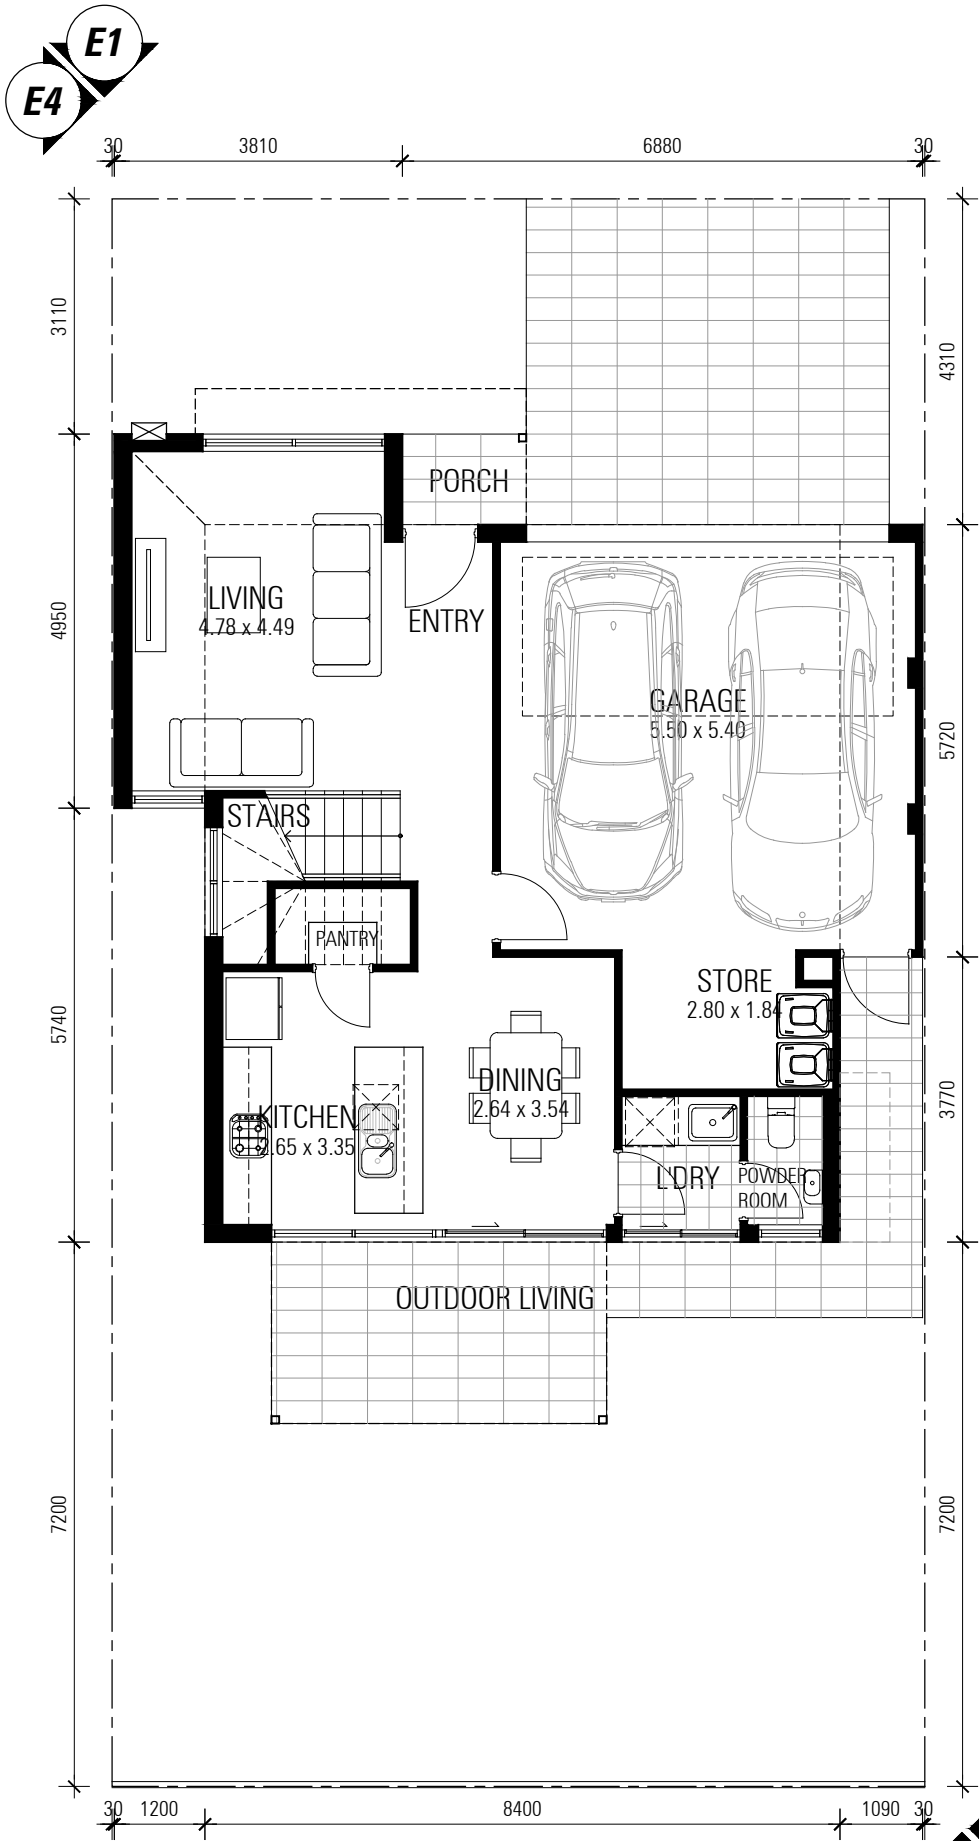 E1
E4
30 3810 6880 30
3110
4310
PORCH
LIVING
4.78 x 4.49
ENTRY
4950
GARAGE
5.50 x 5.40
5720
STAIRS
PANTRY
STORE
2.80 x 1.84
5740
DINING
2.64 x 3.54
KITCHEN
2.65 x 3.35
3770
L'DRY
POWDER
ROOM
OUTDOOR LIVING
7200
7200
30 1200 8400 1090 30